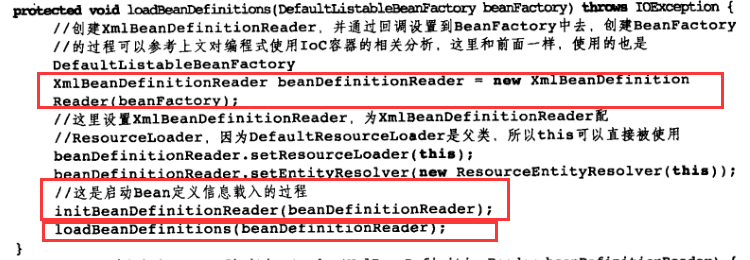 protected void loadBeanDefinitions(DefaultListableBeanFactory beanFactory) throws IOException {
//创建XmlBeanDefinitionReader，并通过回调设置到BeanFactory中去，创建BeanFactory
//的过程可以参考上文对编程式使用IoC容器的相关分析，这里和前面一样，使用的也是
DefaultListableBeanFactory
XmlBeanDefinitionReader beanDefinitionReader = new XmlBeanDefinition
Reader(beanFactory);
//这里设置XmlBeanDefinitionReader，为XmlBeanDefinitionReader配
//ResourceLoader，因为DefaultResourceLoader是父类，所以this可以直接被使用
beanDefinitionReader.setResourceLoader(this);
beanDefinitionReader.setEntityResolver(new ResourceEntityResolver(this));
//这是启动Bean定义信息载入的过程
initBeanDefinitionReader(beanDefinitionReader);
loadBeanDefinitions(beanDefinitionReader);
}